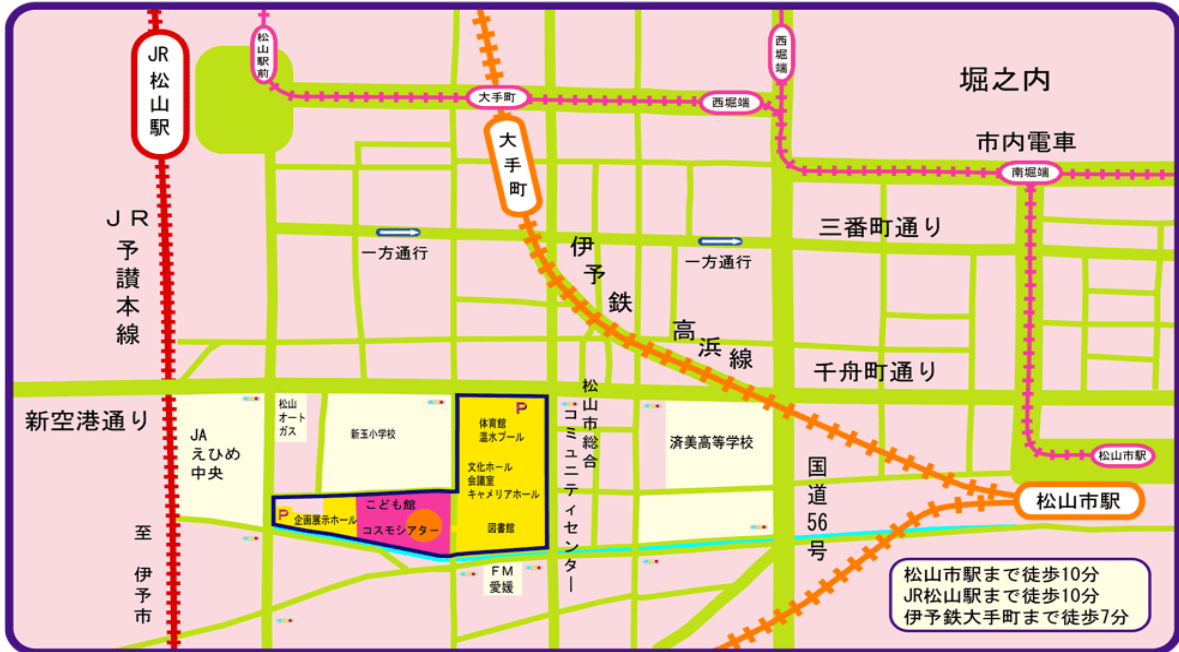 JR
松山駅
松山駅前
大手町
西堀端
西堀端
堀之内
市内電車
南堀端
大手町
JR
予讃本線
一方通行
伊予鉄
高浜線
一方通行
三番町通り
千舟町通り
新空港通り
松山
オート
ガス
JA
えひめ
中央
新玉小学校
P
体育館
温水プール
文化ホール
会議室
キャメリアホール
図書館
松山市総合
コミュニティセンター
済美高等学校
国道56号
松山市駅
松山市駅
P
企画展示ホール
こども館
コスモシアター
FM
愛媛
至 伊予市
松山市駅まで徒歩10分
JR松山駅まで徒歩10分
伊予鉄大手町まで徒歩7分